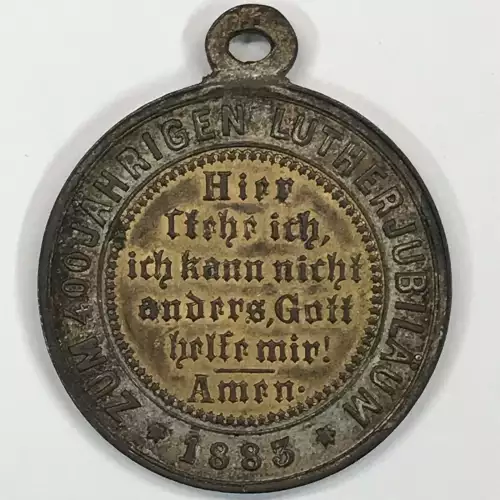 ZUM 400JÄHRIGEN LUTHERJUBILÄUM
Hier
stehe ich,
ich kann nicht
anders, Gott
helfe mir!
Amen.
* 1883 *